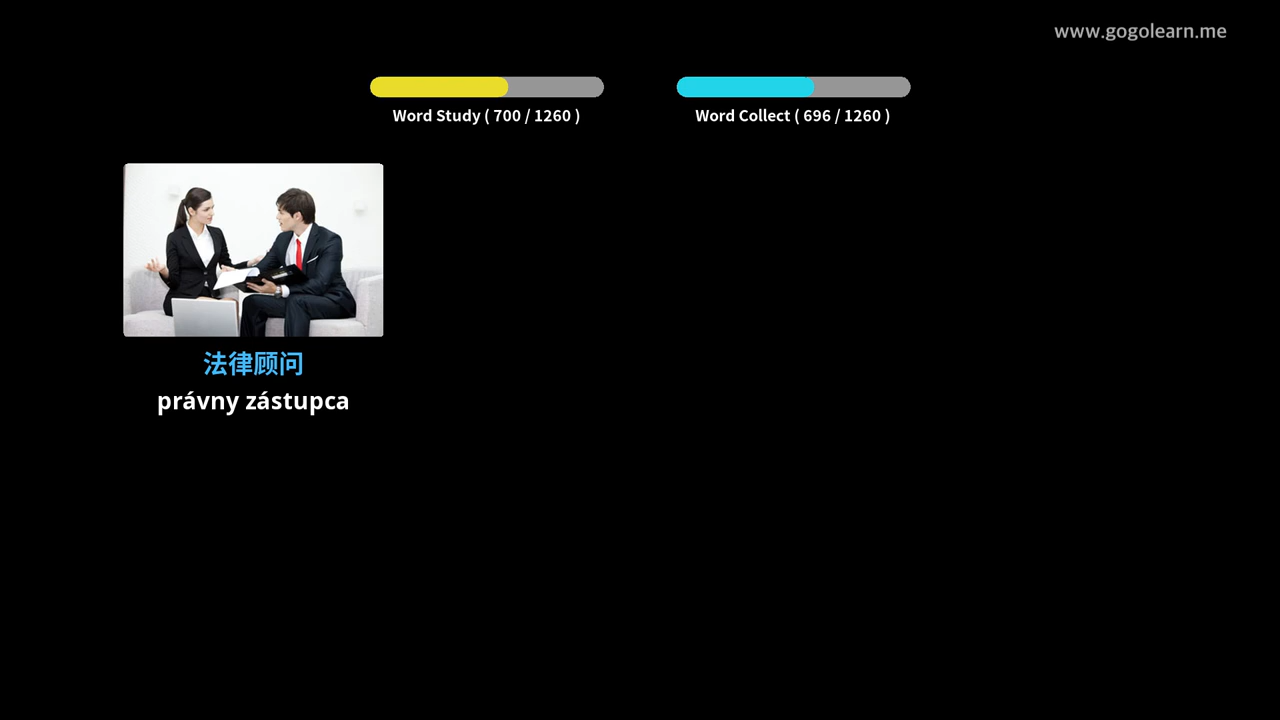 www.gogolearn.me
Word Study ( 700 / 1260 )
Word Collect ( 696 / 1260 )
法律顾问
právny zástupca